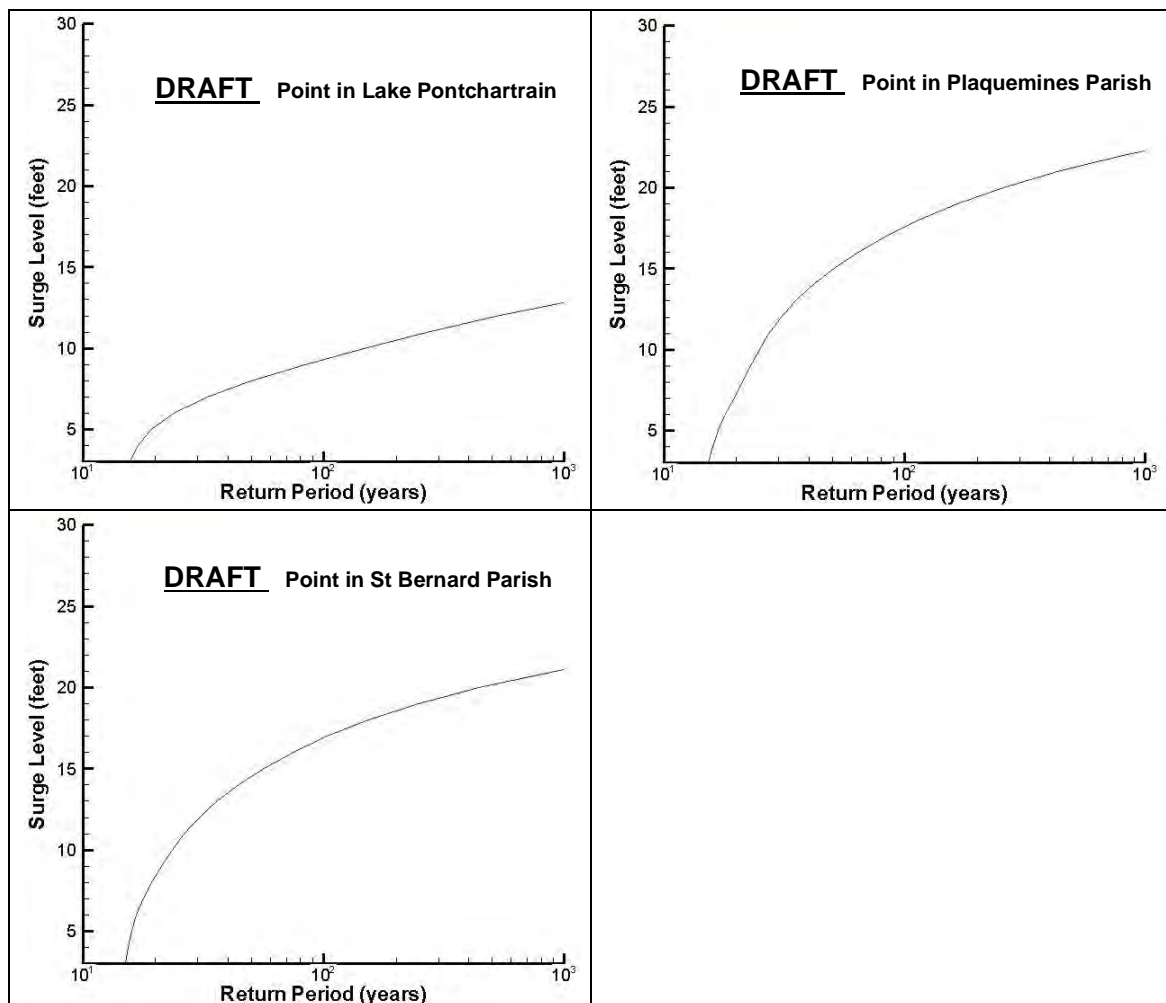 30
DRAFT Point in Lake Pontchartrain
25
20
15
10
5
Surge Level (feet)
10¹ 10² 10³
Return Period (years)
30
DRAFT Point in Plaquemines Parish
25
20
15
10
5
Surge Level (feet)
10¹ 10² 10³
Return Period (years)
30
DRAFT Point in St Bernard Parish
25
20
15
10
5
Surge Level (feet)
10¹ 10² 10³
Return Period (years)